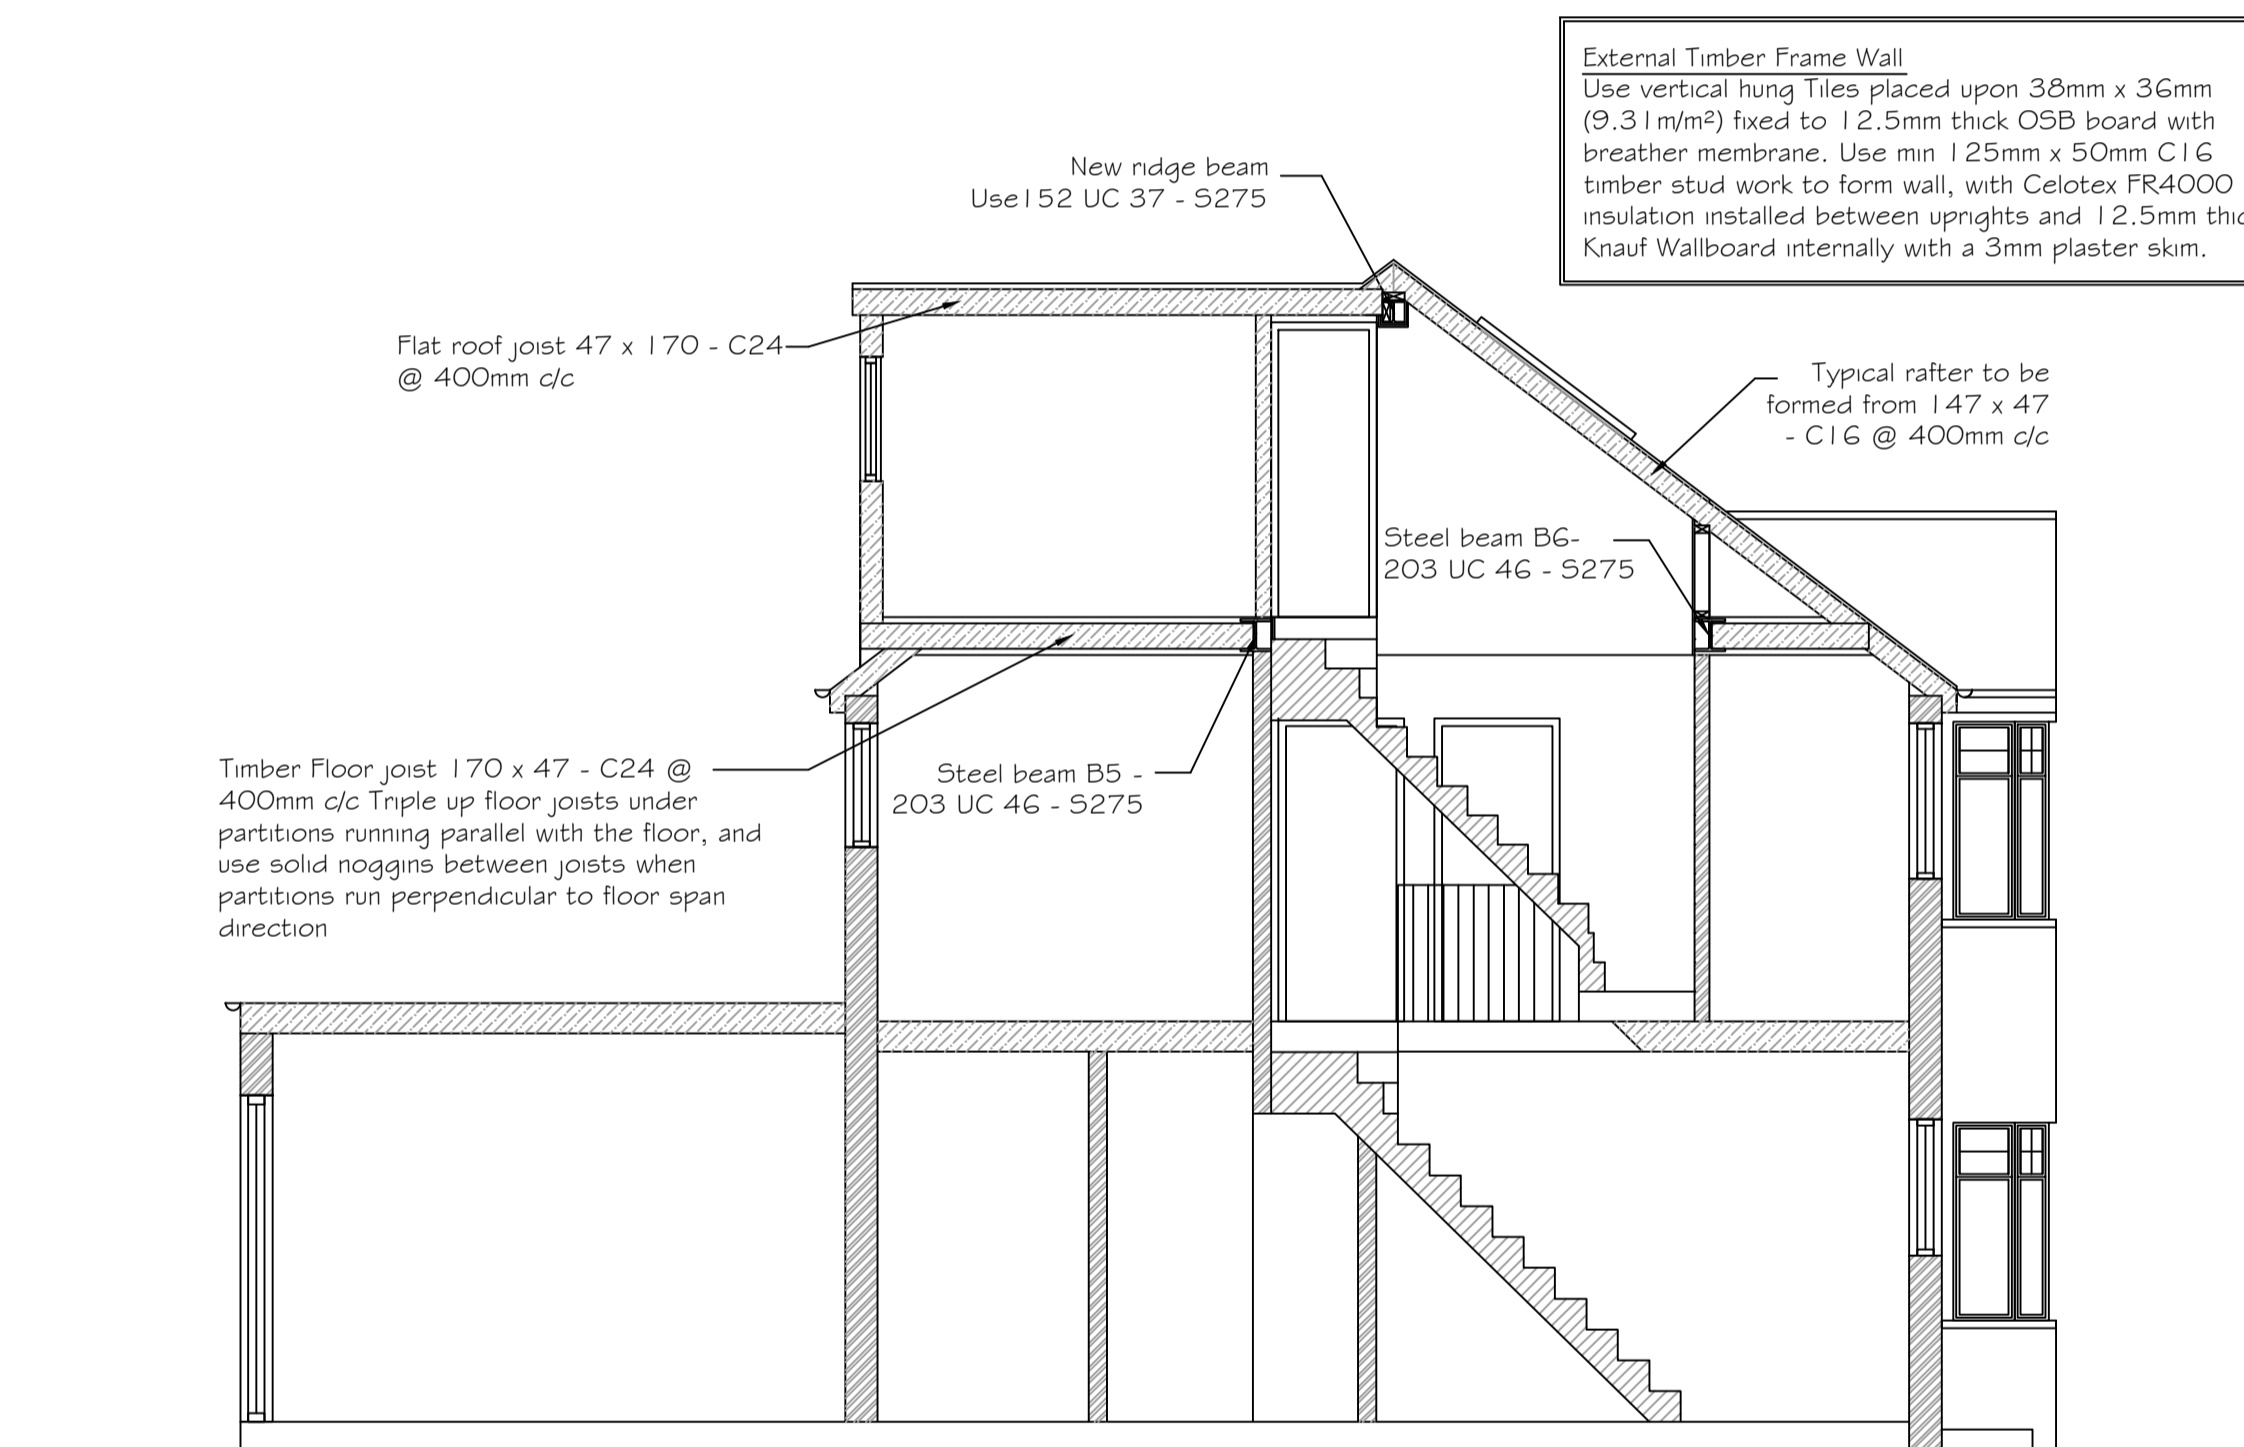 External Timber Frame Wall
Use vertical hung Tiles placed upon 38mm x 36mm
(9.31m/m²) fixed to 12.5mm thick OSB board with
breather membrane. Use min 125mm x 50mm C16
timber stud work to form wall, with Celotex FR4000
insulation installed between uprights and 12.5mm
Knauf Wallboard internally with a 3mm plaster skim.
New ridge beam
Use152 UC 37 - S275
Flat roof joist 47 x 170 - C24
@ 400mm c/c
Typical rafter to be
formed from 147 x 47
- C16 @ 400mm c/c
Steel beam B6-
203 UC 46 - S275
Timber Floor joist 170 x 47 - C24 @
400mm c/c Triple up floor joists under
partitions running parallel with the floor, and
use solid noggins between joists when
partitions run perpendicular to floor span
direction
Steel beam B5 -
203 UC 46 - S275